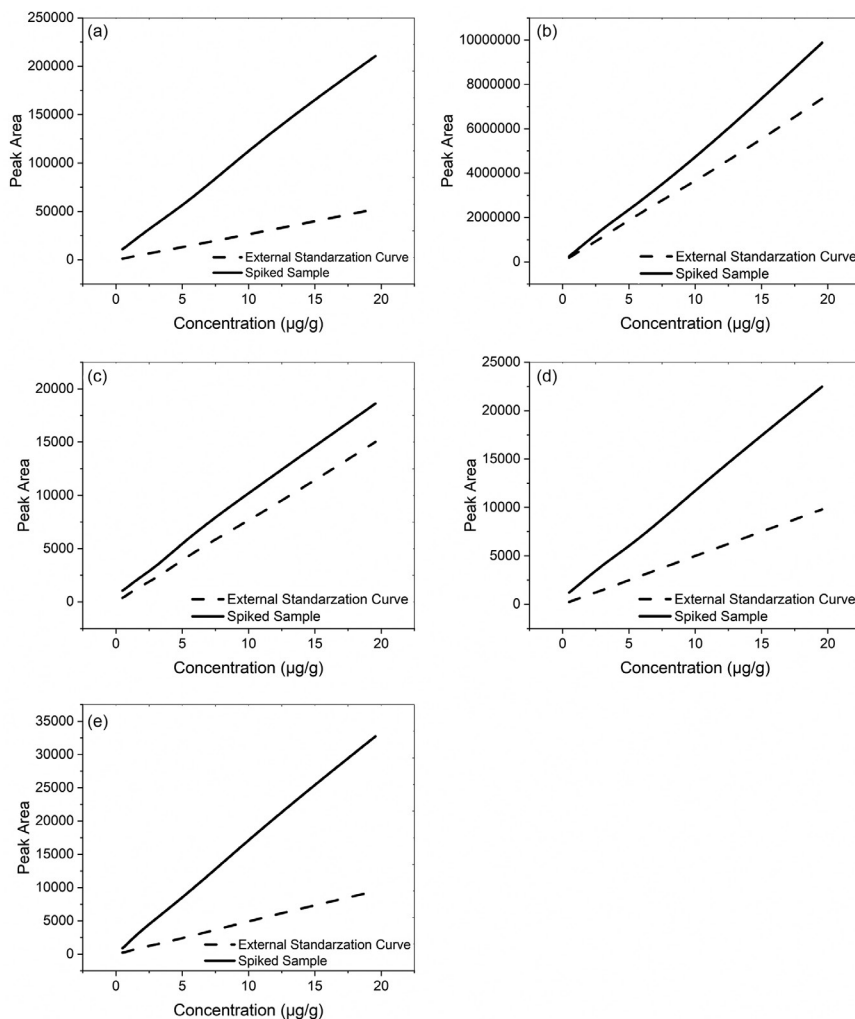 (a)
250000
200000
150000
100000
50000
0
Peak Area
External Standarzation Curve
Spiked Sample
0 5 10 15 20
Concentration (µg/g)
(b)
10000000
8000000
6000000
4000000
2000000
0
Peak Area
External Standarzation Curve
Spiked Sample
0 5 10 15 20
Concentration (µg/g)
(c)
20000
15000
10000
5000
0
Peak Area
External Standarzation Curve
Spiked Sample
0 5 10 15 20
Concentration (µg/g)
(d)
25000
20000
15000
10000
5000
0
Peak Area
External Standarzation Curve
Spiked Sample
0 5 10 15 20
Concentration (µg/g)
(e)
35000
30000
25000
20000
15000
10000
5000
0
Peak Area
External Standarzation Curve
Spiked Sample
0 5 10 15 20
Concentration (µg/g)